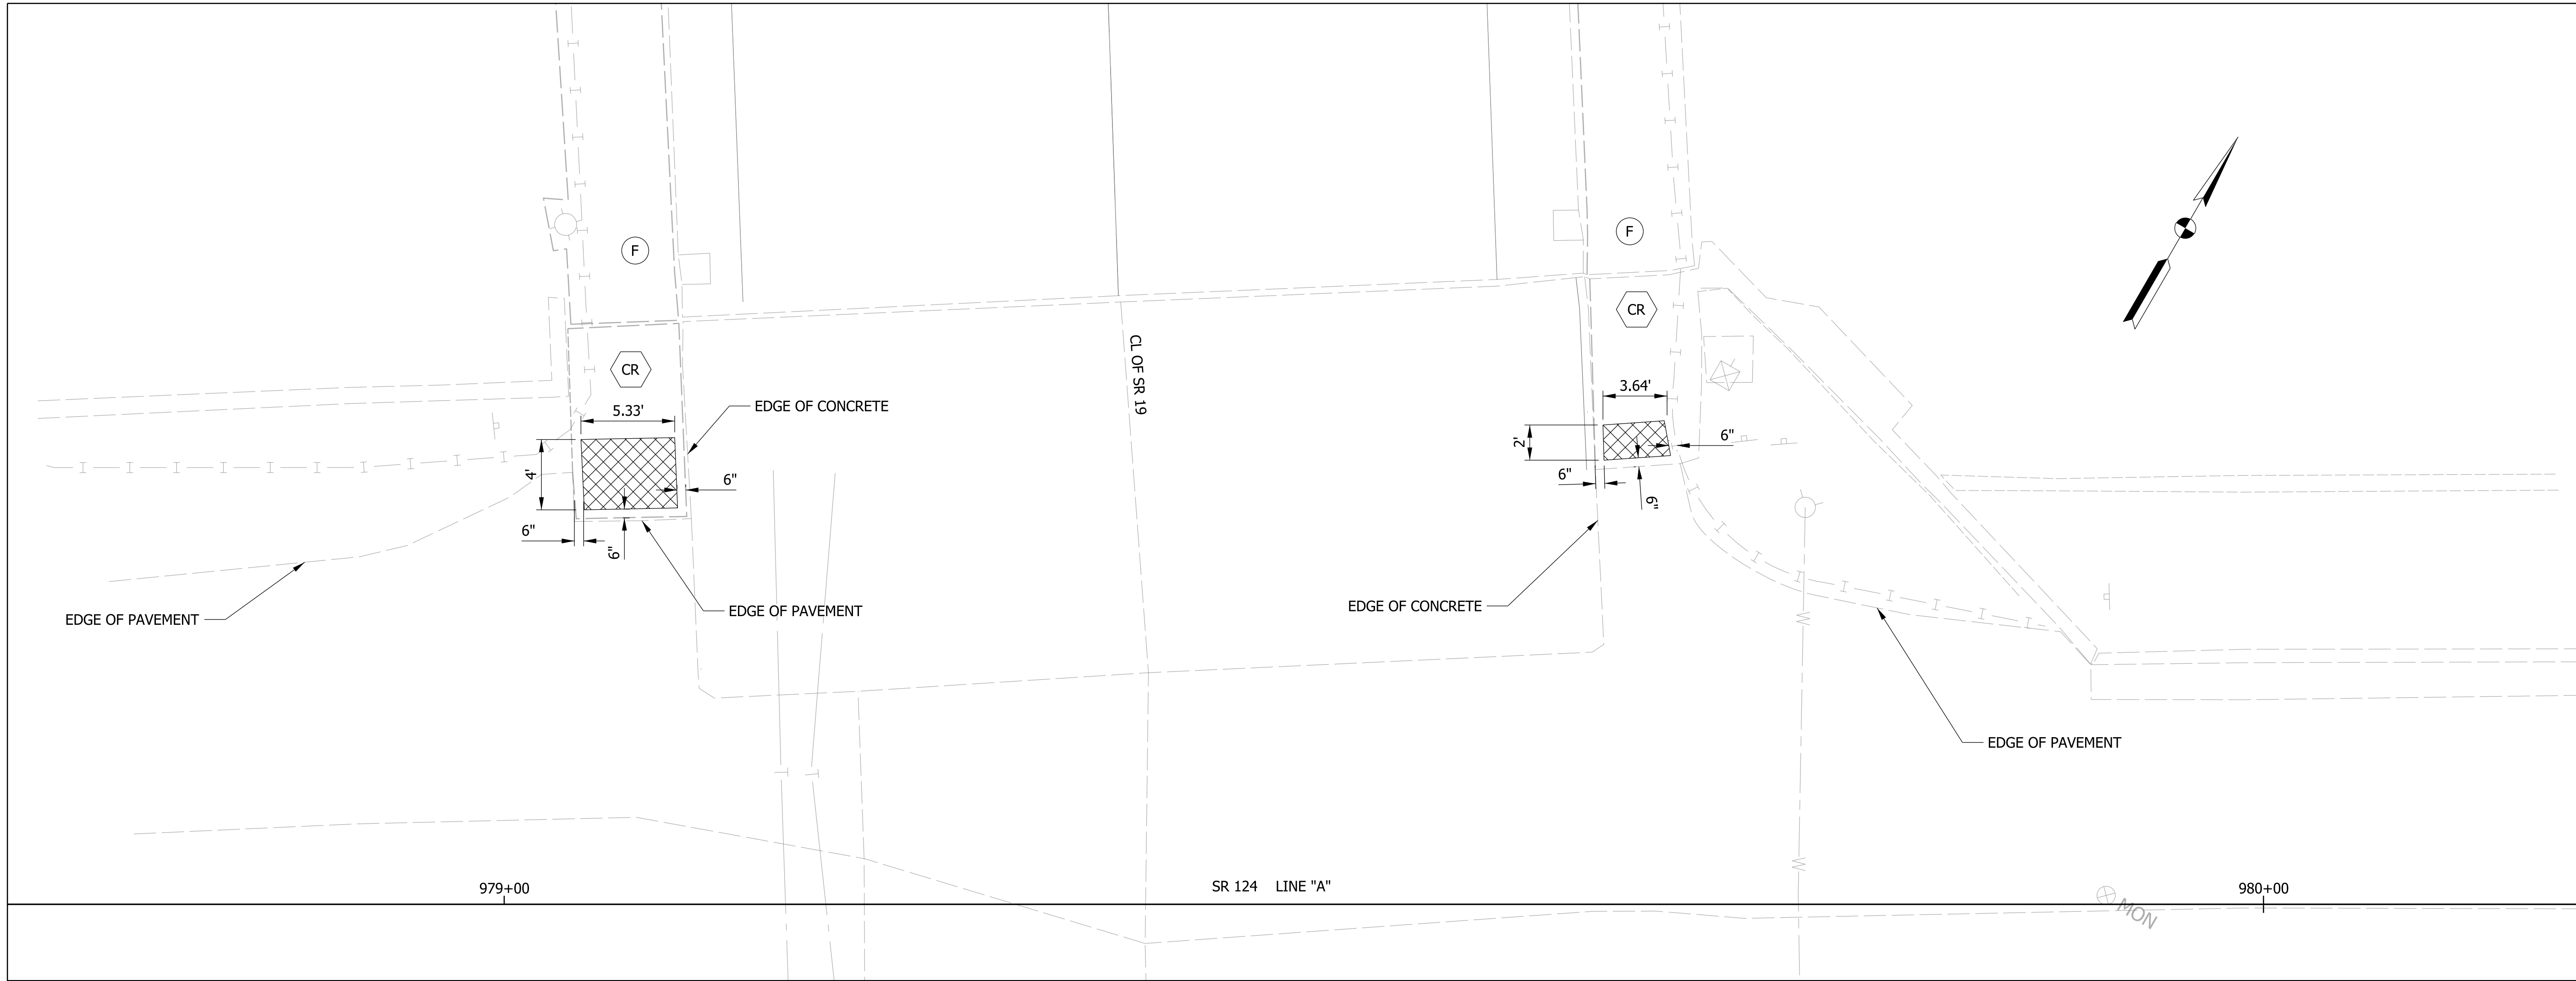 F
F
CR
CR
CL OF SR 19
3.64'
5.33'
EDGE OF CONCRETE
2'
6"
4'
6"
6"
6"
6"
6"
EDGE OF CONCRETE
EDGE OF PAVEMENT
EDGE OF PAVEMENT
EDGE OF PAVEMENT
979+00
SR 124 LINE "A"
980+00
MON